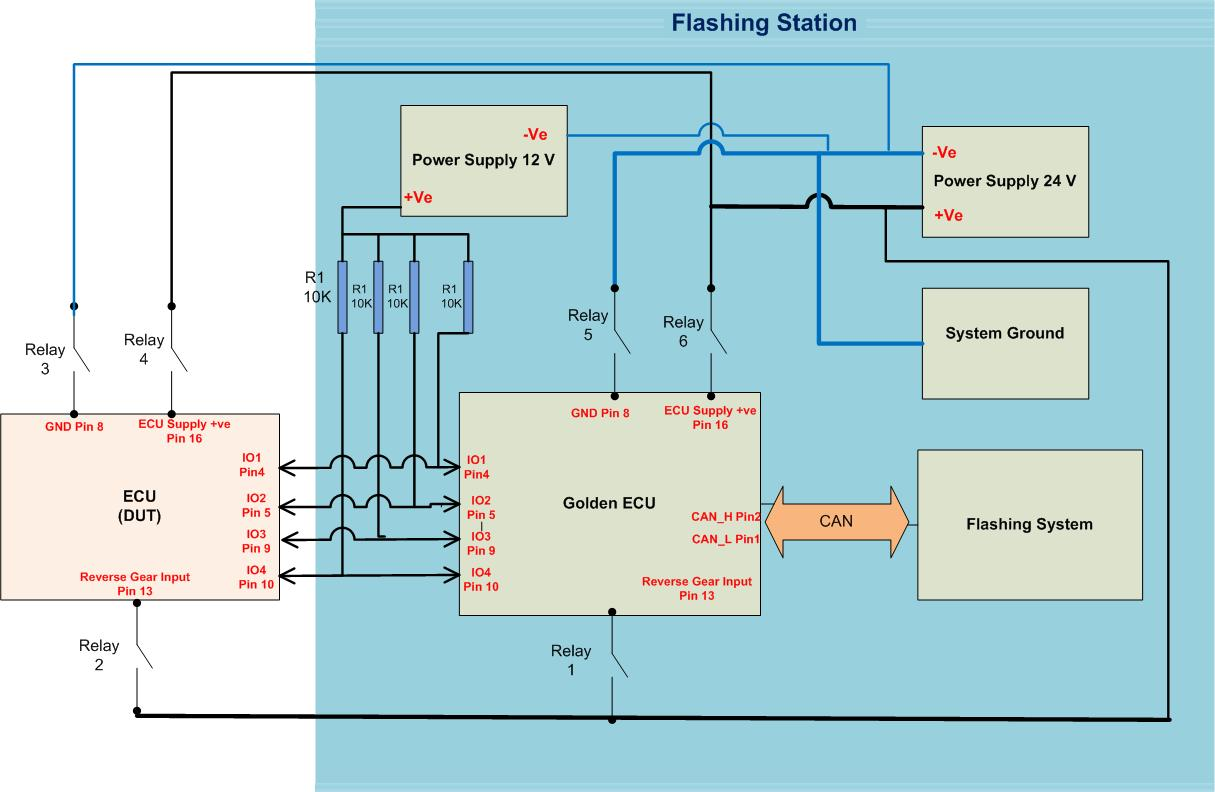 Flashing Station
-Ve
Power Supply 12 V
+Ve
-Ve
Power Supply 24 V
+Ve
R1
10K
R1
10K
R1
10K
R1
10K
System Ground
Relay
3
Relay
4
Relay
5
Relay
6
GND Pin 8
ECU Supply +ve
Pin 16
IO1
Pin4
IO2
Pin 5
IO3
Pin 9
IO4
Pin 10
ECU
(DUT)
Reverse Gear Input
Pin 13
GND Pin 8
ECU Supply +ve
Pin 16
IO1
Pin4
IO2
Pin 5
IO3
Pin 9
IO4
Pin 10
Golden ECU
CAN_H Pin2
CAN_L Pin1
Reverse Gear Input
Pin 13
CAN
Flashing System
Relay
2
Relay
1